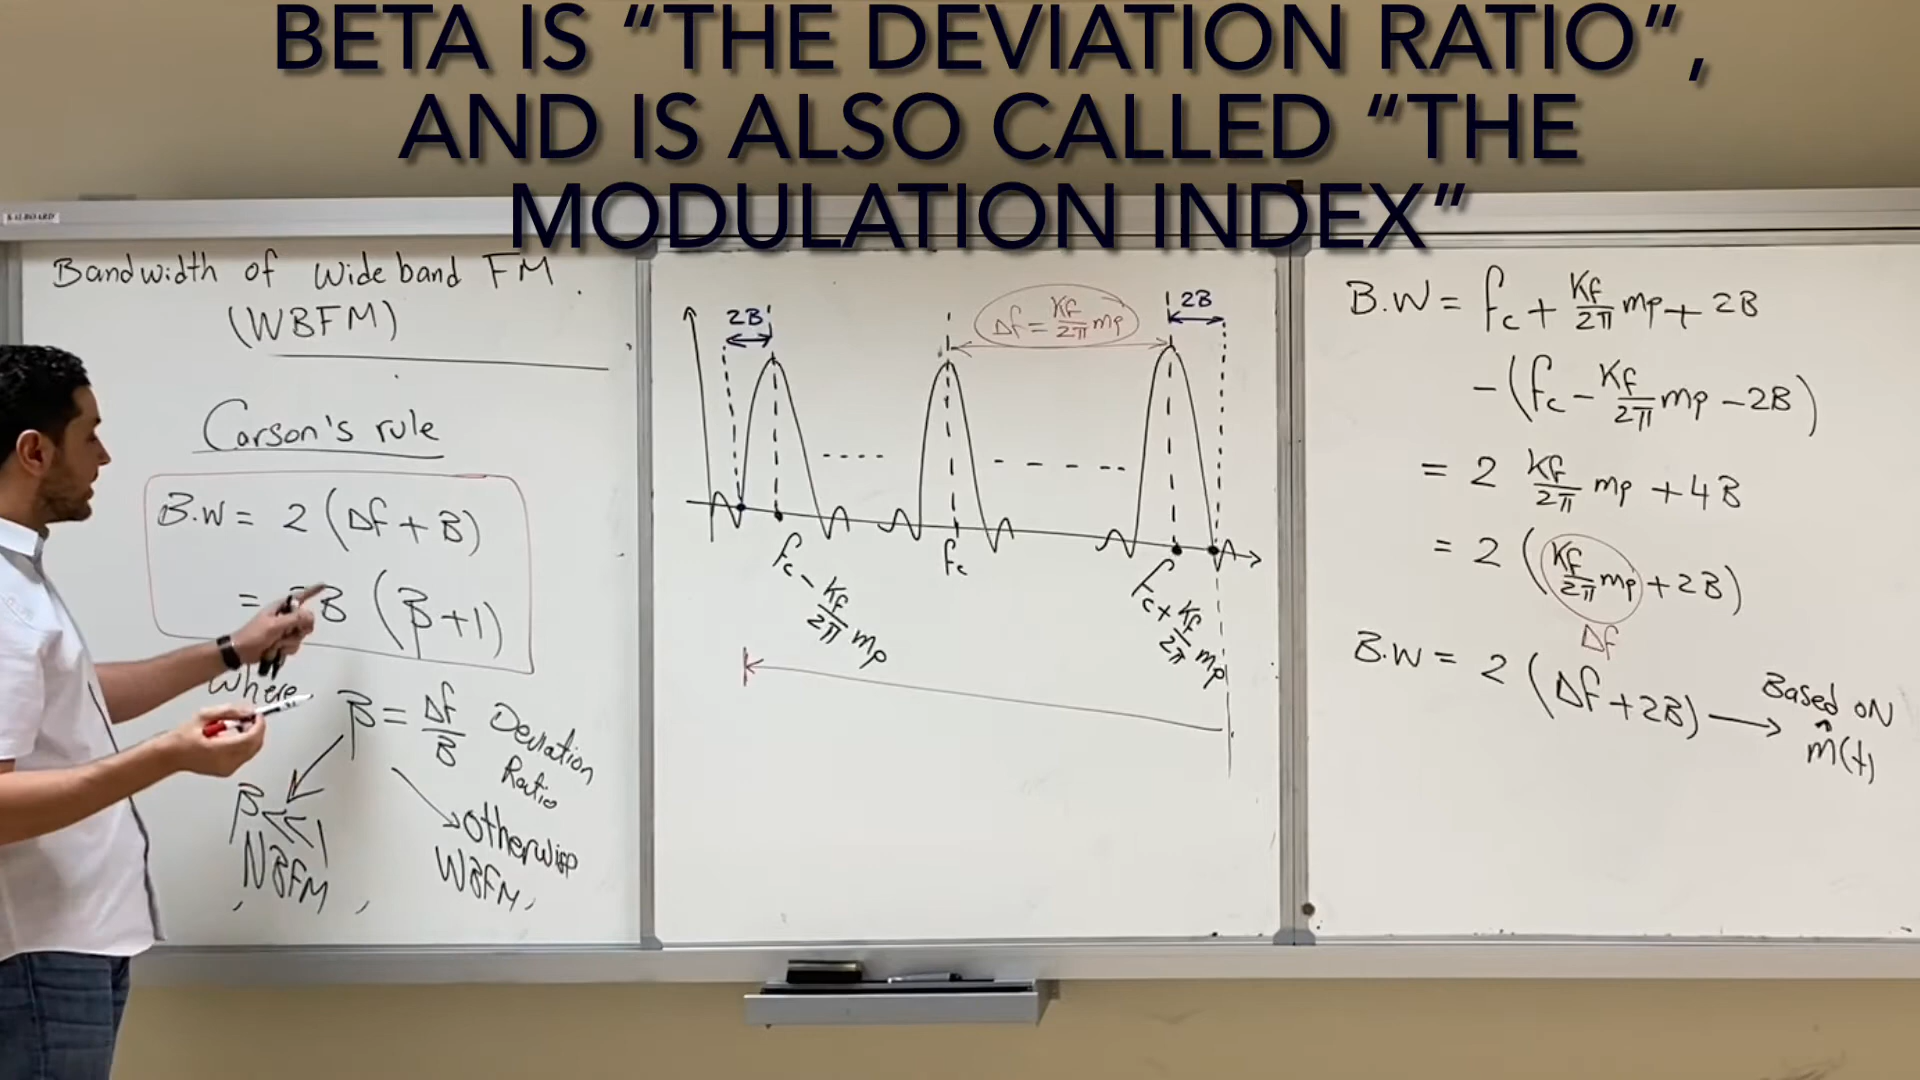 BETA IS “THE DEVIATION RATIO”,
AND IS ALSO CALLED “THE
MODULATION INDEX”
Bandwidth of Wideband FM
(WBFM)
Carson's rule
B.W = 2 (Δf + B)
= B (β + 1)
where
β = Δf/B Deviation Ratio
β << 1
NBFM,
otherwise
WBFM,
2B
Δf = Kf/2π mp
2B
fc - Kf/2π mp
fc
fc + Kf/2π mp
B.W = fc + Kf/2π mp + 2B
- (fc - Kf/2π mp - 2B)
= 2 Kf/2π mp + 4B
= 2 (Kf/2π mp + 2B)
Δf
B.W = 2 (Δf + 2B) → Based on
m̂(t)